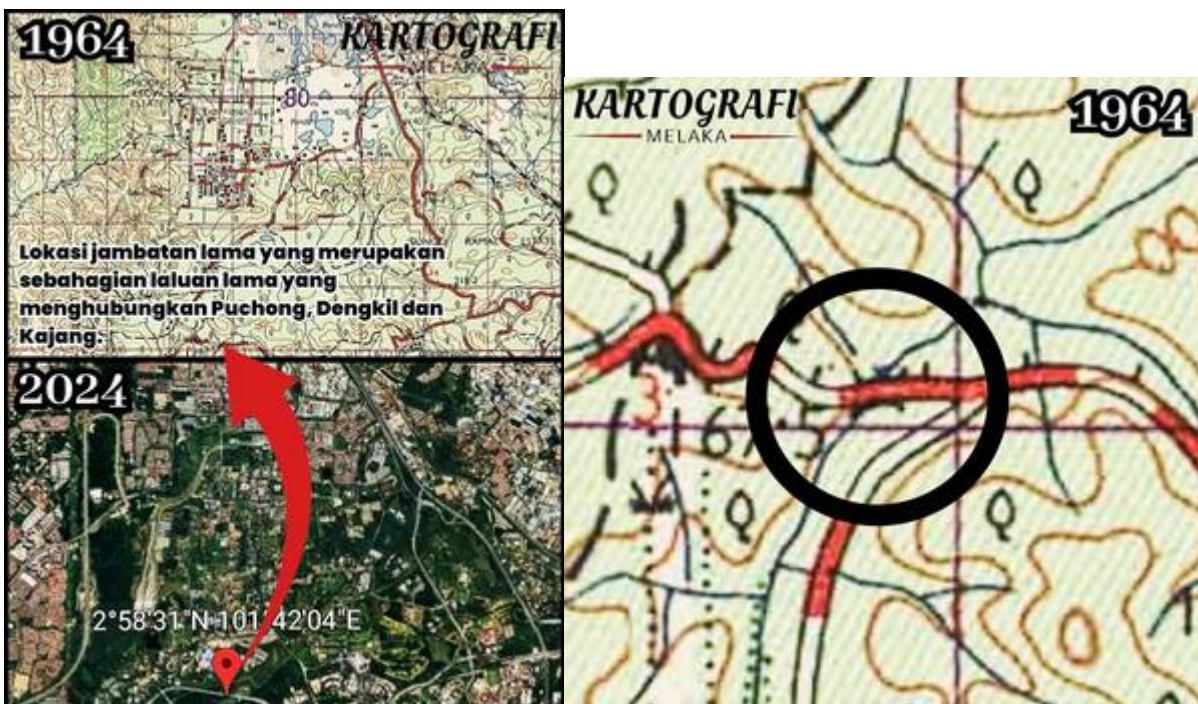 1964
KARTOGRAFI
MELAKA
80
Lokasi jambatan lama yang merupakan
sebahagian laluan lama yang
menghubungkan Puchong, Dengkil dan
Kajang.
2024
2°58'31"N 101°42'04"E
KARTOGRAFI
MELAKA
1964
Q
Q
3
Q
Q